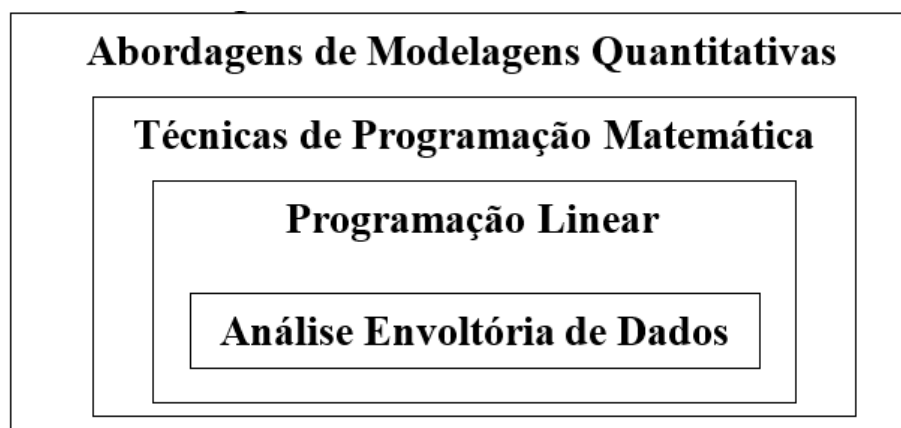 Abordagens de Modelagens Quantitativas
Técnicas de Programação Matemática
Programação Linear
Análise Envoltória de Dados